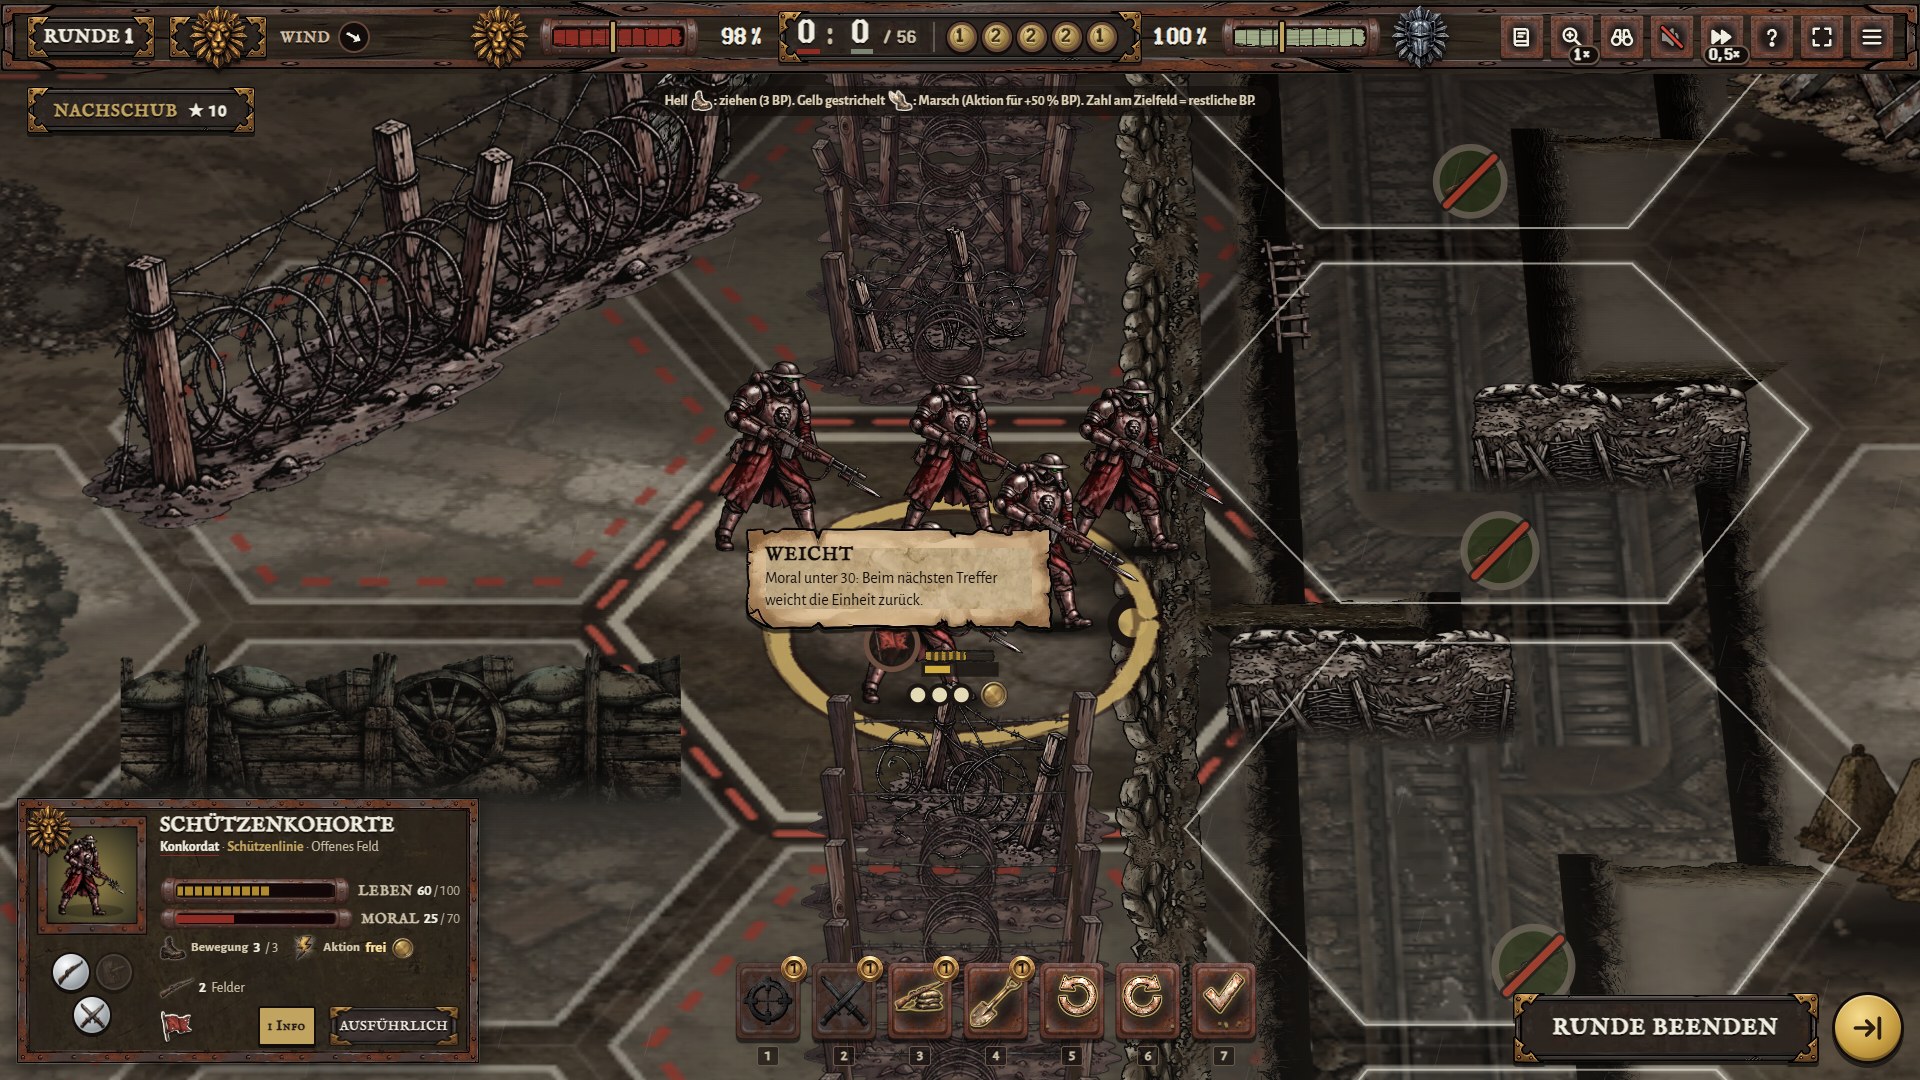 RUNDE 1
WIND
98 %
0 : 0 / 56
1 2 2 2 1
100 %
1×
0,5×
?
NACHSCHUB ★ 10
Hell : ziehen (3 BP). Gelb gestrichelt : Marsch (Aktion für +50 % BP). Zahl am Zielfeld = restliche BP.
WEICHT
Moral unter 30: Beim nächsten Treffer
weicht die Einheit zurück.
SCHÜTZENKOHORTE
Konkordat · Schützenlinie · Offenes Feld
LEBEN 60 / 100
MORAL 25 / 70
Bewegung 3 / 3 Aktion frei
2 Felder
1 INFO
AUSFÜHRLICH
1 1 1 1
1 2 3 4 5 6 7
RUNDE BEENDEN